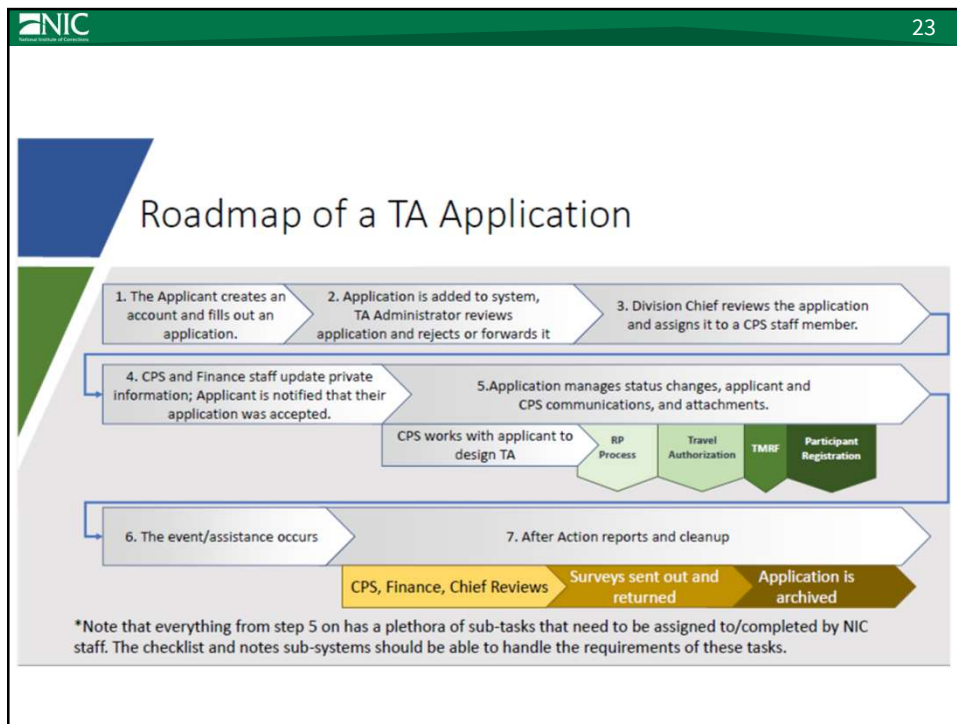 NIC
National Institute of Corrections
23
Roadmap of a TA Application
1. The Applicant creates an
account and fills out an
application.
2. Application is added to system,
TA Administrator reviews
application and rejects or forwards it
3. Division Chief reviews the application
and assigns it to a CPS staff member.
4. CPS and Finance staff update private
information; Applicant is notified that their
application was accepted.
5.Application manages status changes, applicant and
CPS communications, and attachments.
CPS works with applicant to
design TA
RP
Process
Travel
Authorization
TMRF
Participant
Registration
6. The event/assistance occurs
7. After Action reports and cleanup
CPS, Finance, Chief Reviews
Surveys sent out and
returned
Application is
archived
*Note that everything from step 5 on has a plethora of sub-tasks that need to be assigned to/completed by NIC
staff. The checklist and notes sub-systems should be able to handle the requirements of these tasks.